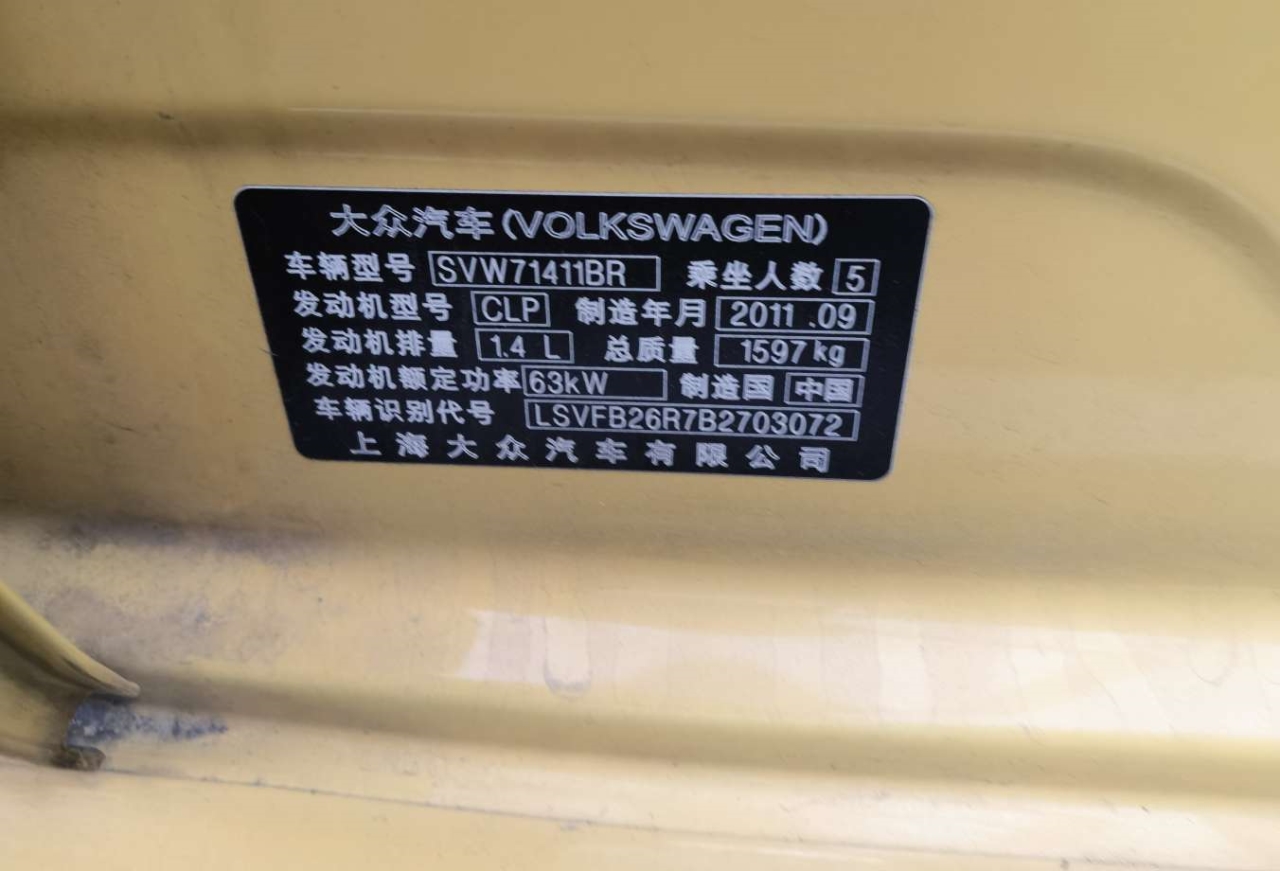 大众汽车(VOLKSWAGEN)
车辆型号 SVW71411BR 乘坐人数 5
发动机型号 CLP 制造年月 2011 .09
发动机排量 1.4 L 总质量 1597kg
发动机额定功率 63kW 制造国 中国
车辆识别代号 LSVFB26R7B2703072
上海大众汽车有限公司